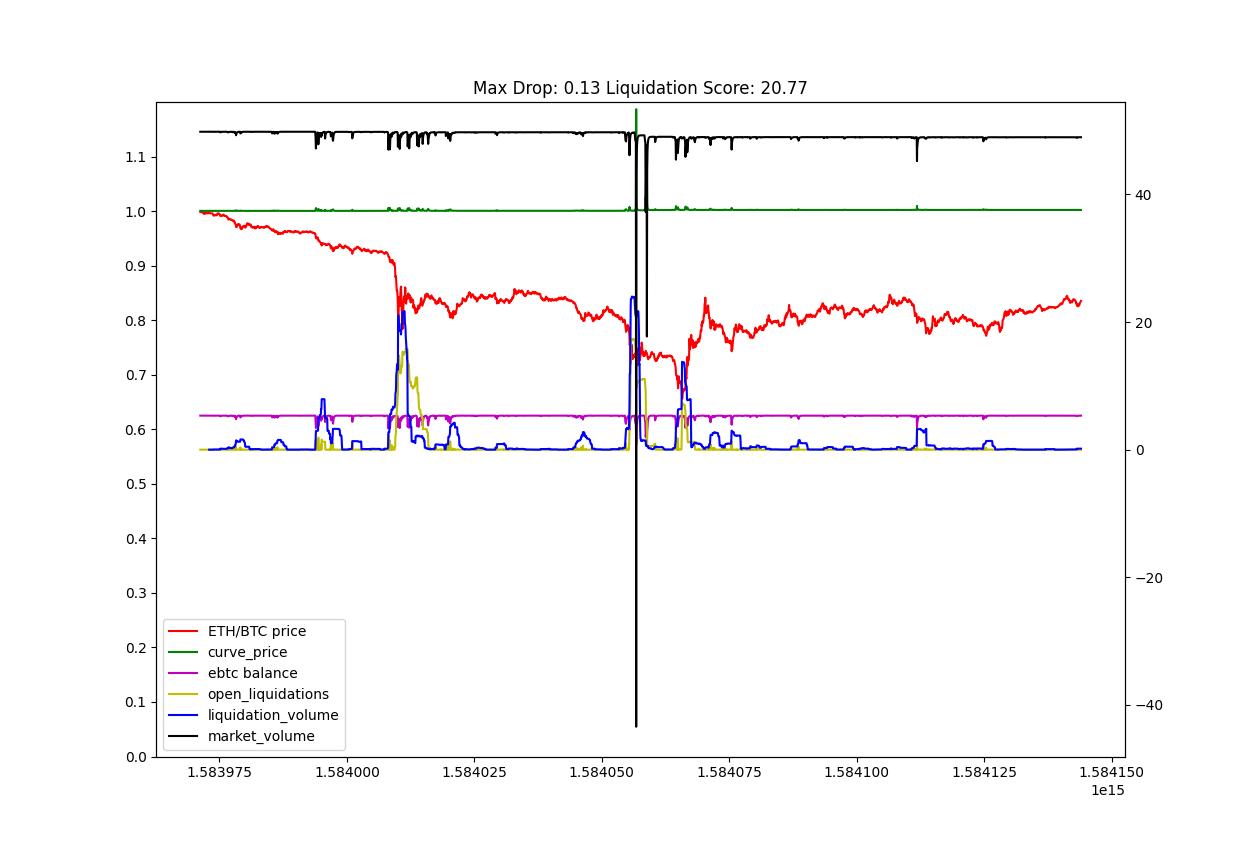 Max Drop: 0.13 Liquidation Score: 20.77
1.1
1.0
0.9
0.8
0.7
0.6
0.5
0.4
0.3
0.2
0.1
0.0
40
20
0
−20
−40
ETH/BTC price
curve_price
ebtc balance
open_liquidations
liquidation_volume
market_volume
1.583975 1.584000 1.584025 1.584050 1.584075 1.584100 1.584125 1.584150
1e15